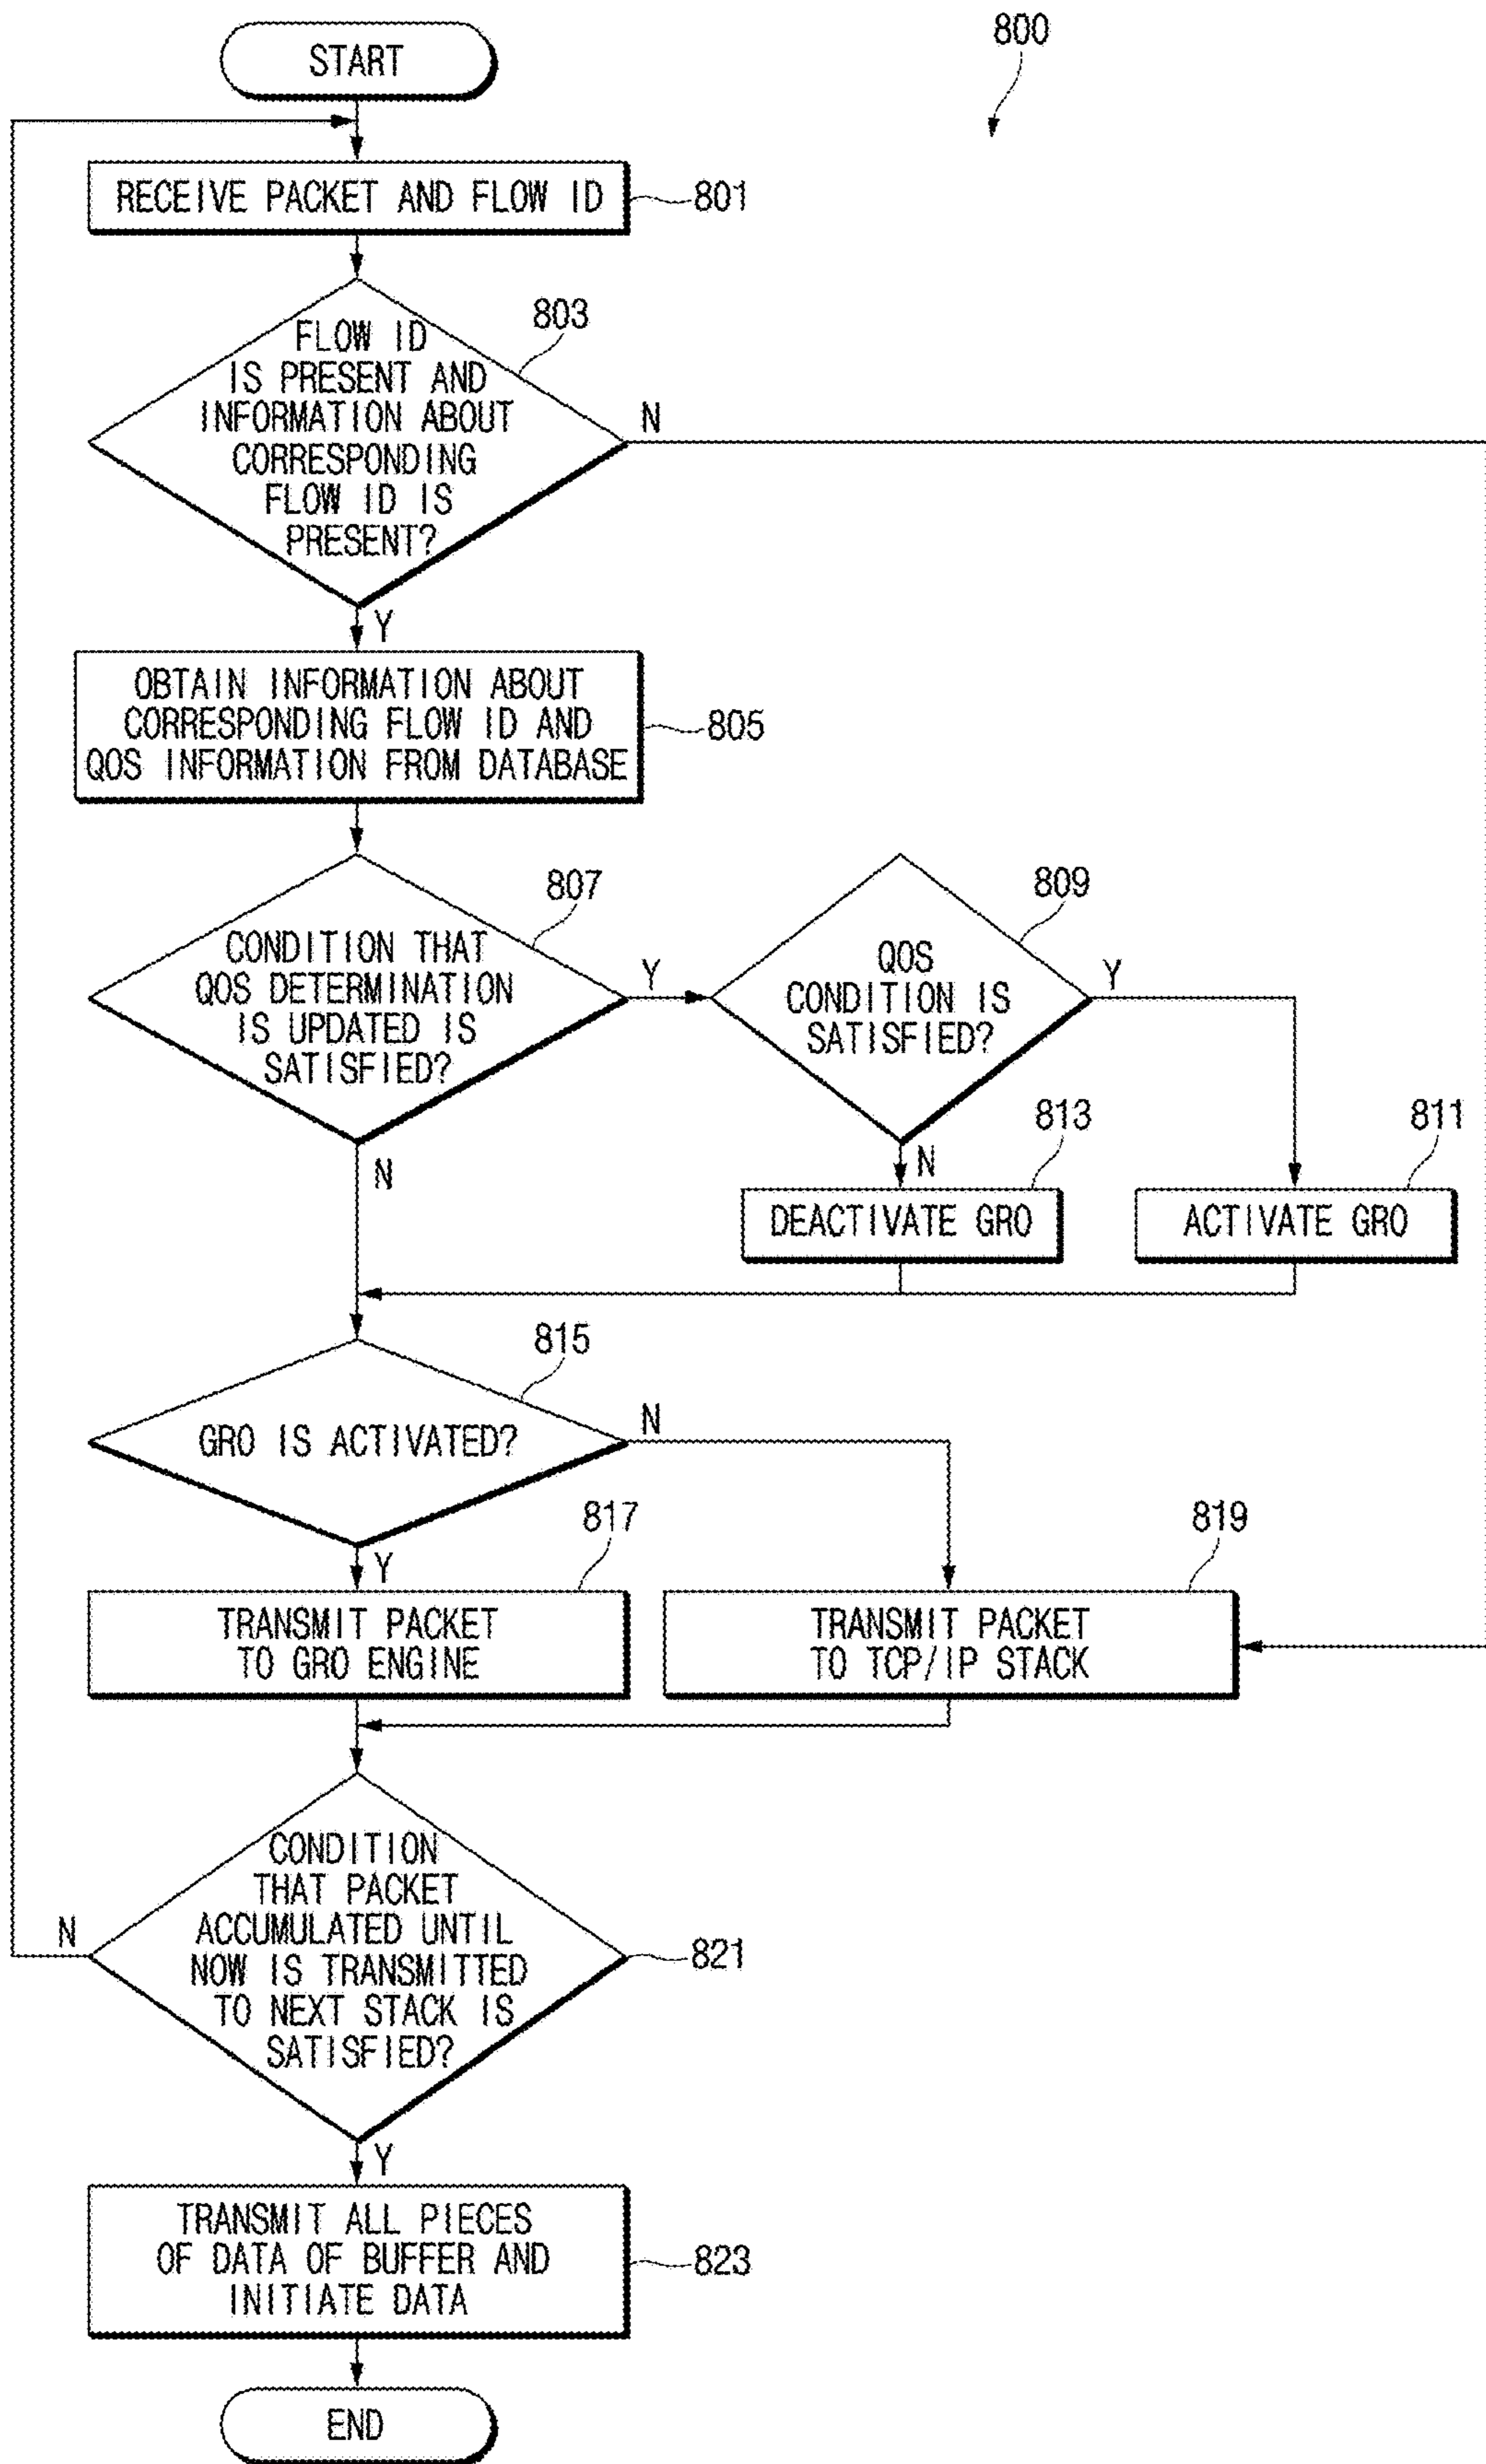 800
START
RECEIVE PACKET AND FLOW ID
801
803
FLOW ID
IS PRESENT AND
INFORMATION ABOUT
CORRESPONDING
FLOW ID IS
PRESENT?
N
Y
OBTAIN INFORMATION ABOUT
CORRESPONDING FLOW ID AND
QOS INFORMATION FROM DATABASE
805
807
CONDITION THAT
QOS DETERMINATION
IS UPDATED IS
SATISFIED?
Y
N
809
QOS
CONDITION IS
SATISFIED?
Y
N
813
DEACTIVATE GRO
811
ACTIVATE GRO
815
GRO IS ACTIVATED?
N
Y
817
TRANSMIT PACKET
TO GRO ENGINE
819
TRANSMIT PACKET
TO TCP/IP STACK
CONDITION
THAT PACKET
ACCUMULATED UNTIL
NOW IS TRANSMITTED
TO NEXT STACK IS
SATISFIED?
N
821
Y
TRANSMIT ALL PIECES
OF DATA OF BUFFER AND
INITIATE DATA
823
END